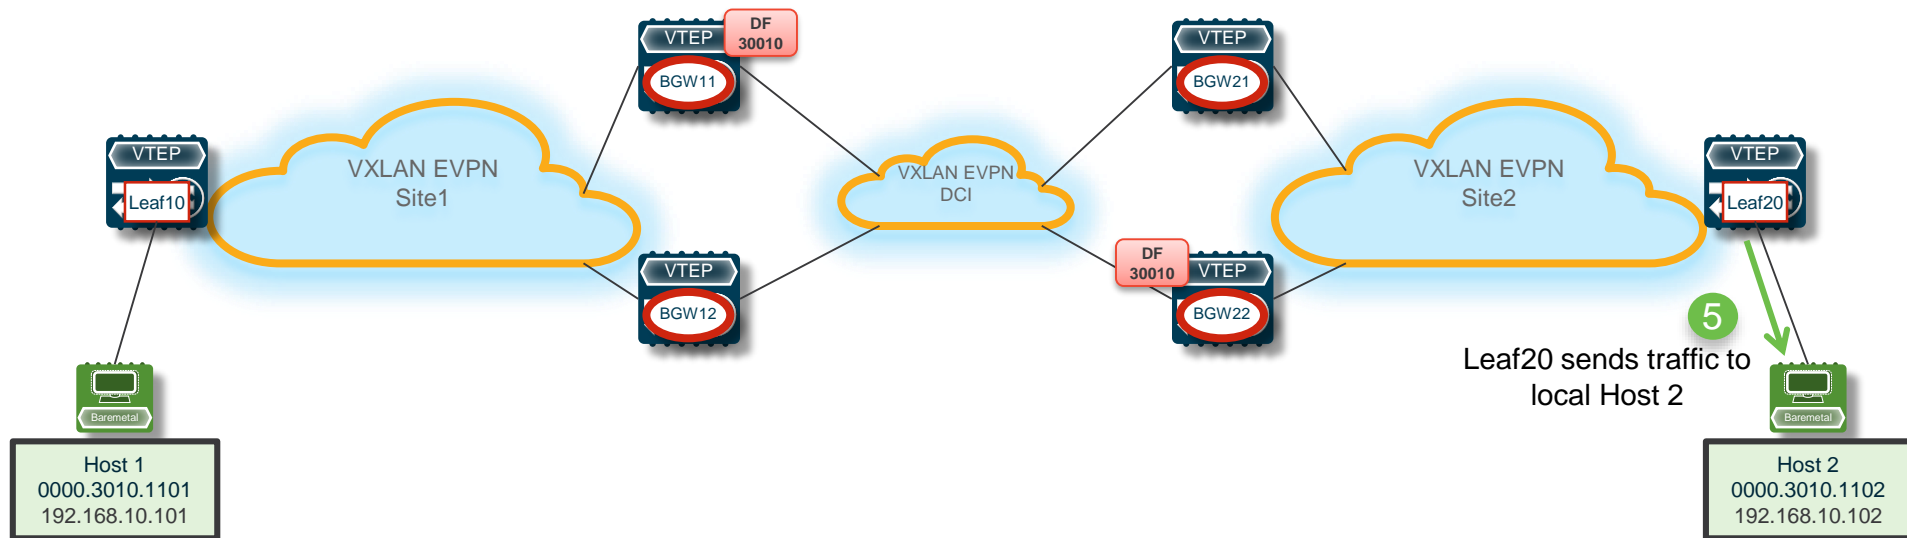 DF
30010
VTEP
BGW11
VTEP
BGW21
VTEP
Leaf10
VXLAN EVPN
Site1
VXLAN EVPN
DCI
VXLAN EVPN
Site2
VTEP
Leaf20
VTEP
BGW12
DF
30010
VTEP
BGW22
5
Leaf20 sends traffic to
local Host 2
Baremetal
Baremetal
Host 1
0000.3010.1101
192.168.10.101
Host 2
0000.3010.1102
192.168.10.102